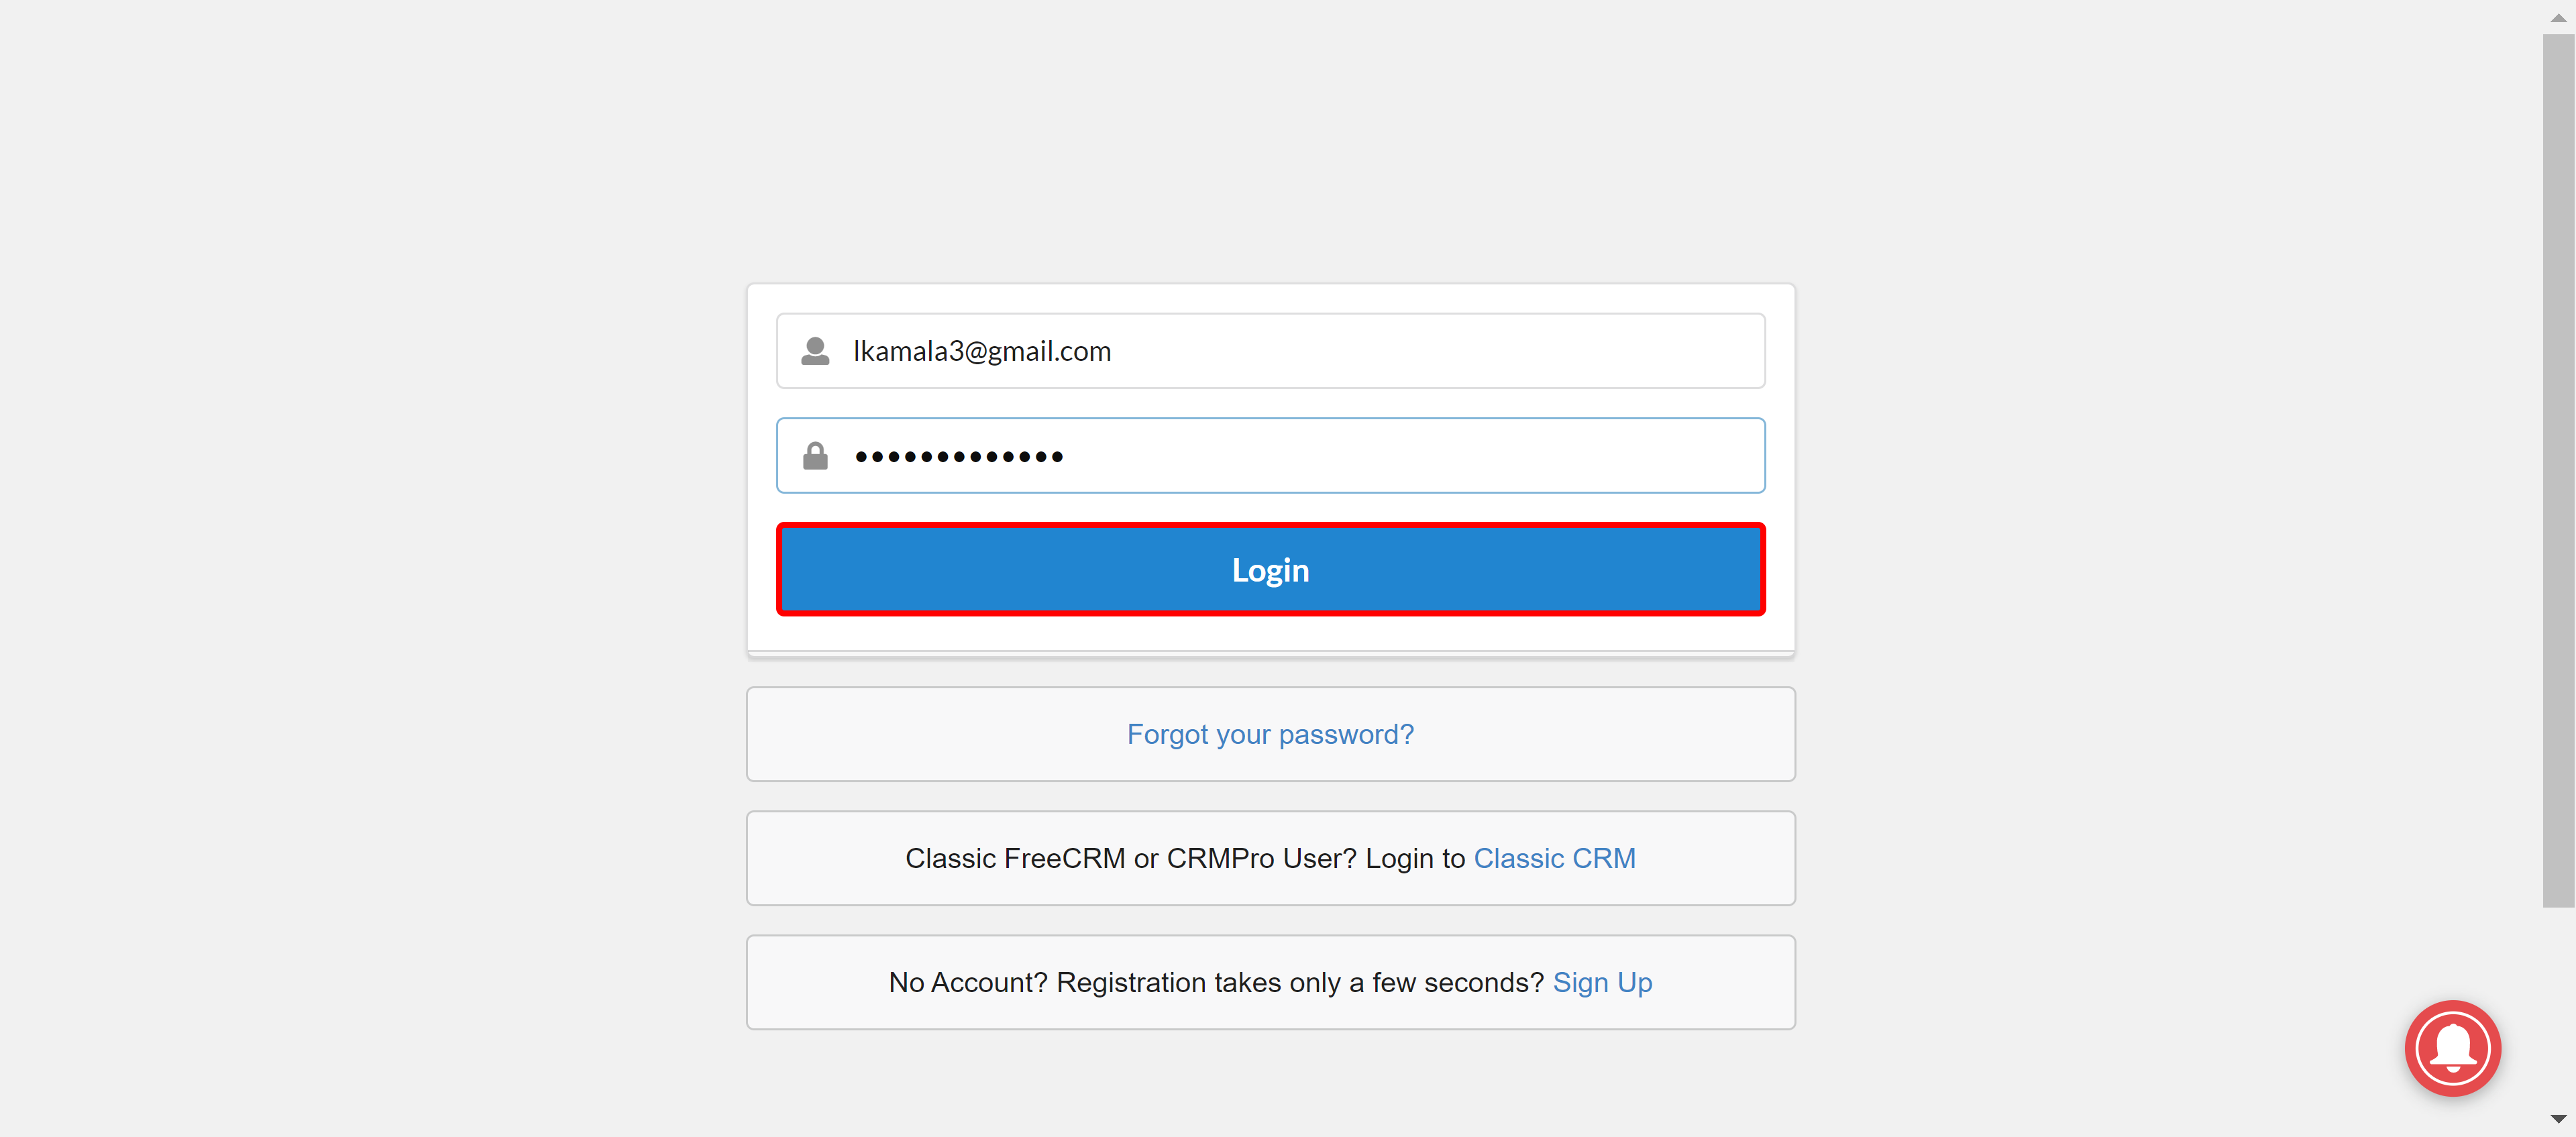 lkamala3@gmail.com
•••••••••••••
Login
Forgot your password?
Classic FreeCRM or CRMPro User? Login to Classic CRM
No Account? Registration takes only a few seconds? Sign Up